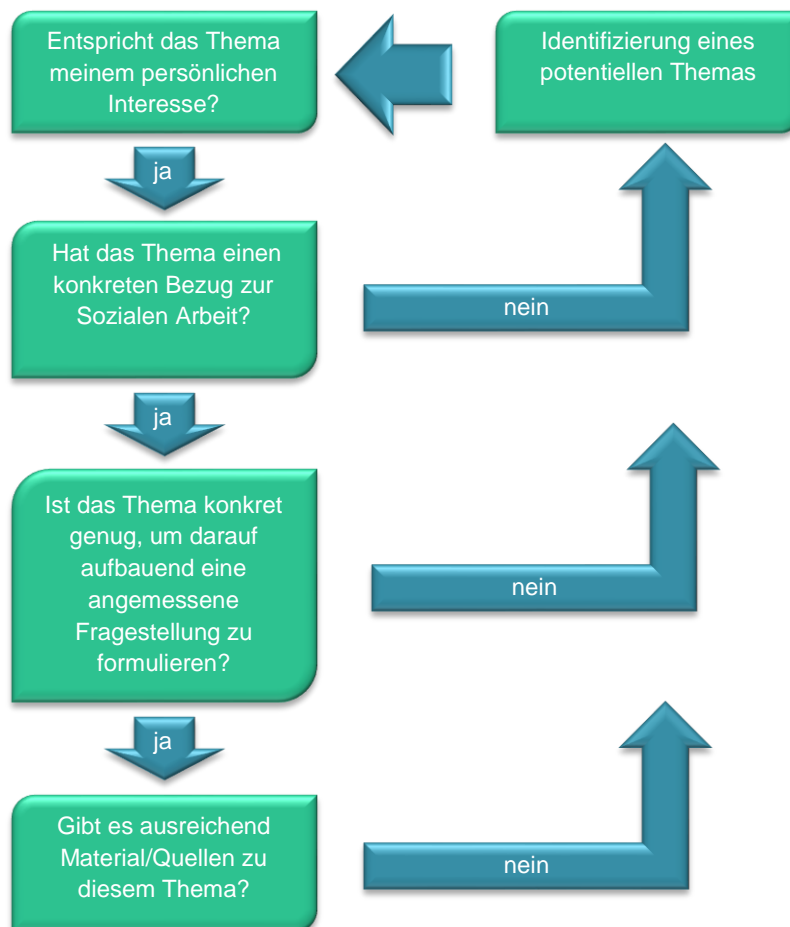 Entspricht das Thema
meinem persönlichen
Interesse?
Identifizierung eines
potentiellen Themas
ja
Hat das Thema einen
konkreten Bezug zur
Sozialen Arbeit?
nein
ja
Ist das Thema konkret
genug, um darauf
aufbauend eine
angemessene
Fragestellung zu
formulieren?
nein
ja
Gibt es ausreichend
Material/Quellen zu
diesem Thema?
nein